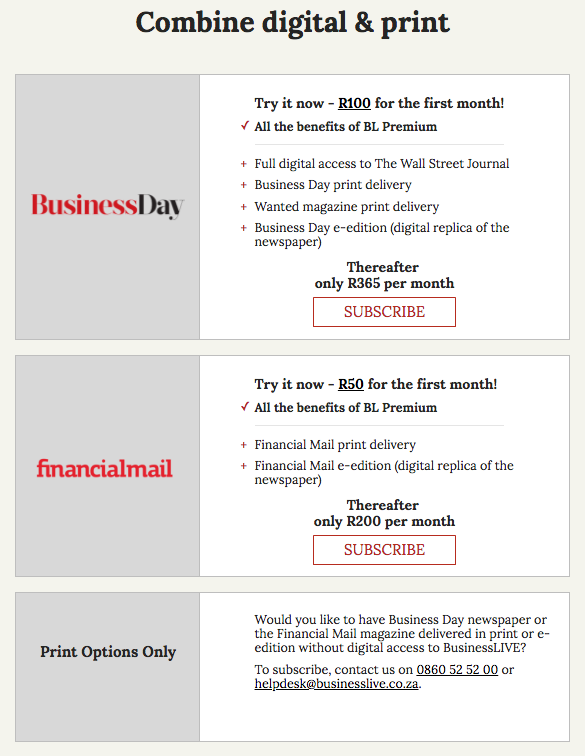 Combine digital & print
BusinessDay
Try it now - R100 for the first month!
✓ All the benefits of BL Premium
+ Full digital access to The Wall Street Journal
+ Business Day print delivery
+ Wanted magazine print delivery
+ Business Day e-edition (digital replica of the
newspaper)
Thereafter
only R365 per month
SUBSCRIBE
financialmail
Try it now - R50 for the first month!
✓ All the benefits of BL Premium
+ Financial Mail print delivery
+ Financial Mail e-edition (digital replica of the
newspaper)
Thereafter
only R200 per month
SUBSCRIBE
Print Options Only
Would you like to have Business Day newspaper or
the Financial Mail magazine delivered in print or e-
edition without digital access to BusinessLIVE?
To subscribe, contact us on 0860 52 52 00 or
helpdesk@businesslive.co.za.